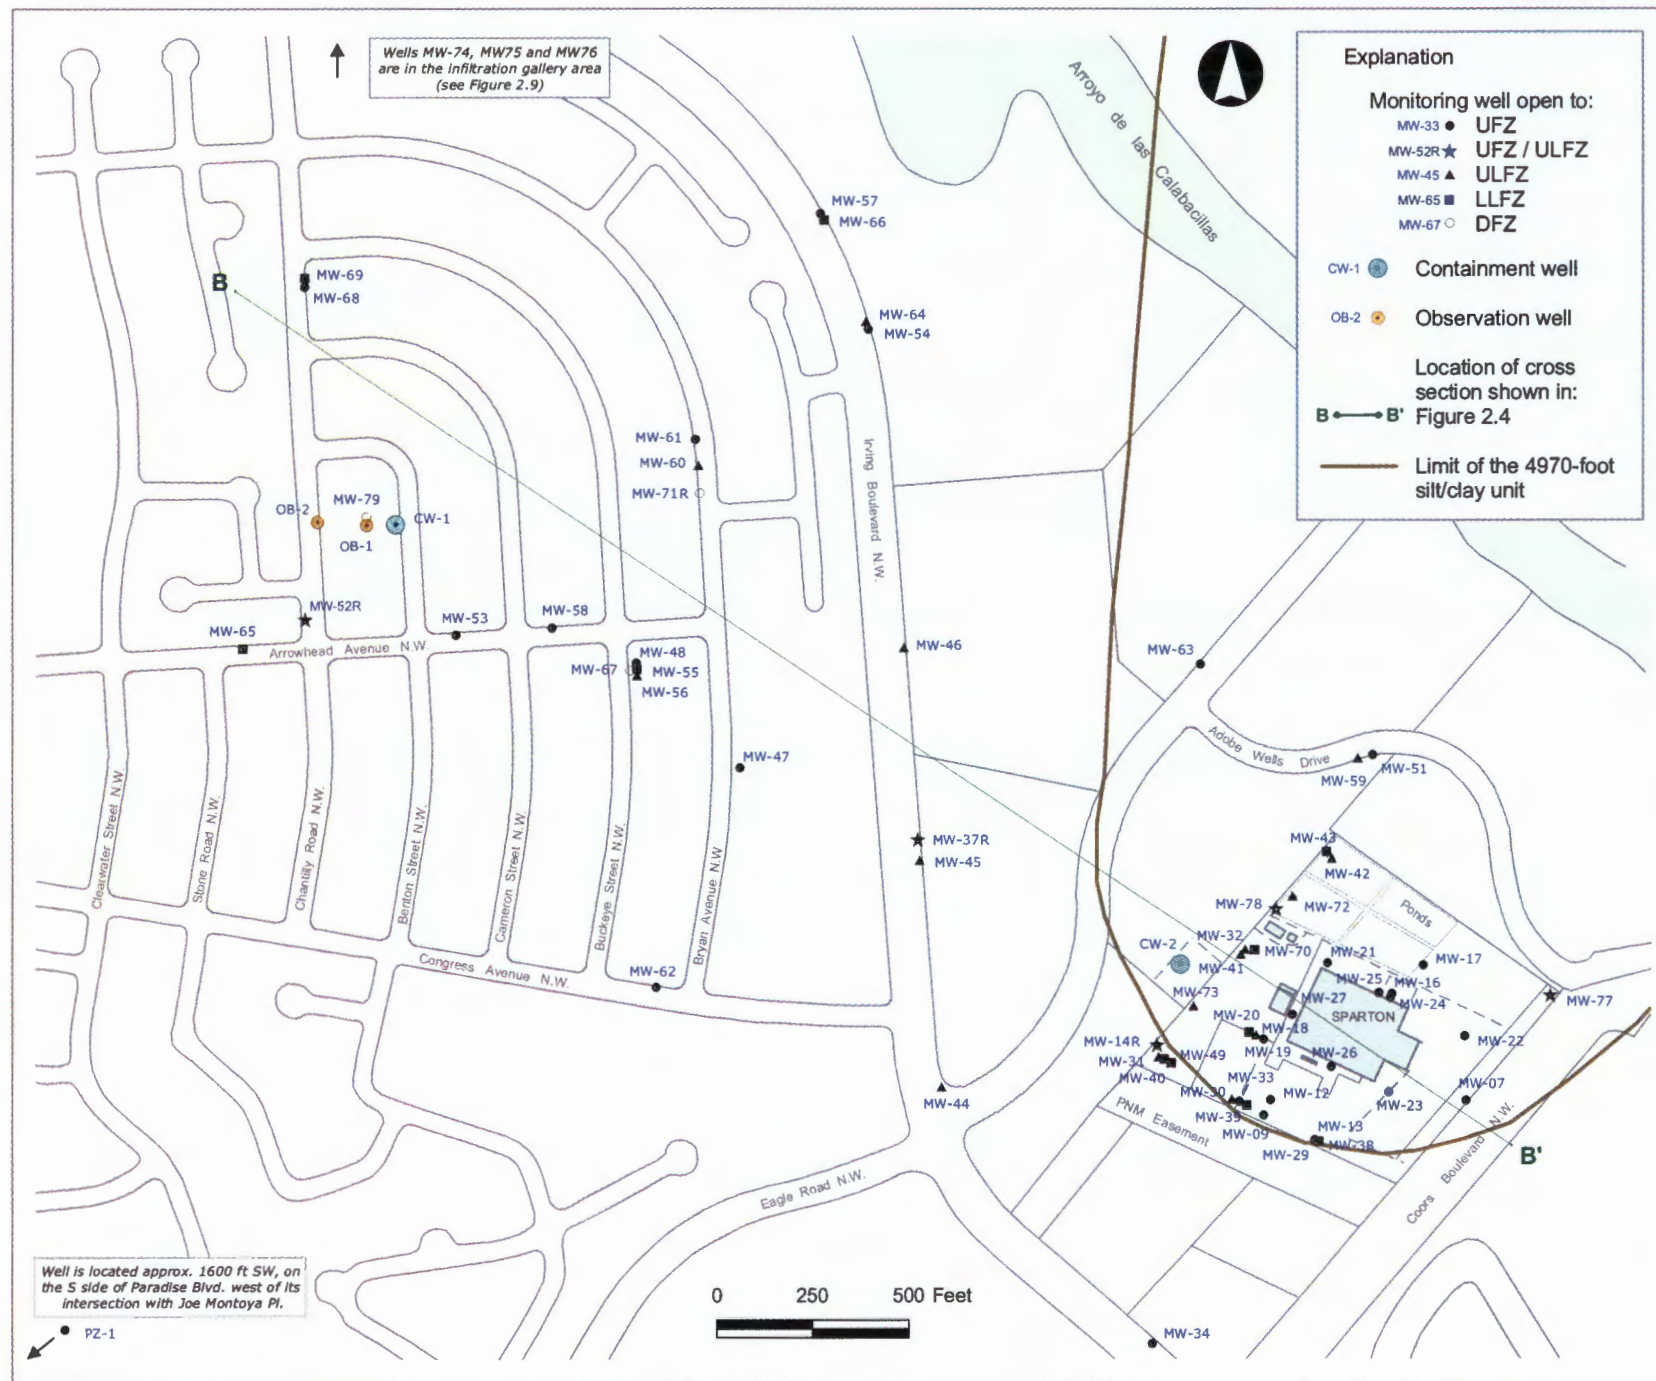 Wells MW-74, MW75 and MW76
are in the infiltration gallery area
(see Figure 2.9)
Arroyo de las Calabacillas
Explanation
Monitoring well open to:
MW-33 UFZ
MW-52R UFZ / ULFZ
MW-45 ULFZ
MW-65 LLFZ
MW-67 DFZ
CW-1 Containment well
OB-2 Observation well
Location of cross
section shown in:
B B' Figure 2.4
Limit of the 4970-foot
silt/clay unit
MW-57
MW-66
B
MW-69
MW-68
MW-64
MW-54
MW-61
MW-60
MW-71R
Irving Boulevard N.W.
MW-79
OB-2
CW-1
OB-1
MW-52R
MW-53
MW-58
MW-65
Arrowhead Avenue N.W.
MW-48
MW-67
MW-55
MW-56
MW-46
MW-63
MW-47
Adobe Wells Drive
MW-51
MW-59
Clearwater Street N.W.
Stone Road N.W.
Chantilly Road N.W.
Benton Street N.W.
Cameron Street N.W.
Buckeye Street N.W.
Bryan Avenue N.W
MW-37R
MW-45
MW-43
MW-42
MW-78
MW-72
Ponds
MW-32
CW-2
MW-70
MW-21
MW-17
MW-41
MW-25
MW-16
MW-73
MW-27
MW-24
MW-77
SPARTON
MW-20
MW-18
MW-14R
MW-22
MW-31
MW-49
MW-19
MW-26
MW-40
MW-33
MW-07
MW-30
MW-12
MW-23
MW-39
MW-13
MW-09
MW-38
MW-29
Congress Avenue N.W.
MW-62
MW-44
PNM Easement
B'
Coors Boulevard N.W.
Eagle Road N.W.
Well is located approx. 1600 ft SW, on
the S side of Paradise Blvd. west of its
intersection with Joe Montoya Pl.
PZ-1
0 250 500 Feet
MW-34